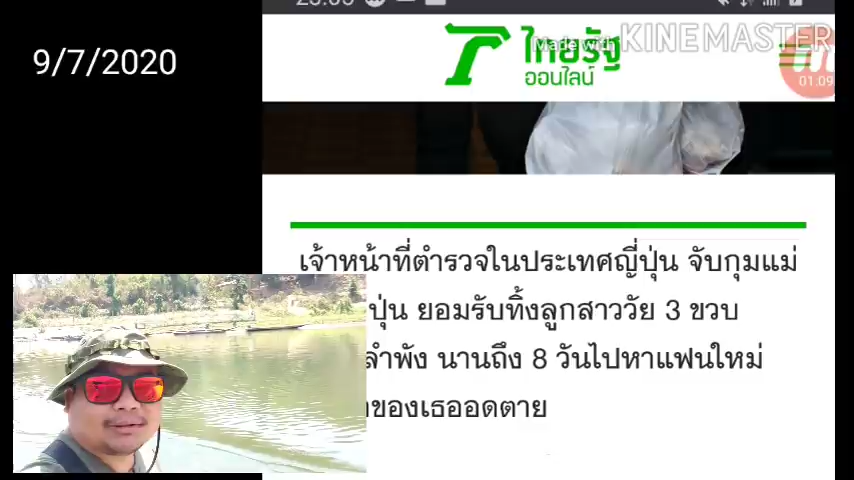 9/7/2020
ไทยรัฐ
ออนไลน์
Made with KINEMASTER
01:09
เจ้าหน้าที่ตำรวจในประเทศญี่ปุ่น จับกุมแม่
ปุ่น ยอมรับทิ้งลูกสาววัย 3 ขวบ
ลำพัง นานถึง 8 วันไปหาแฟนใหม่
ของเธออดตาย